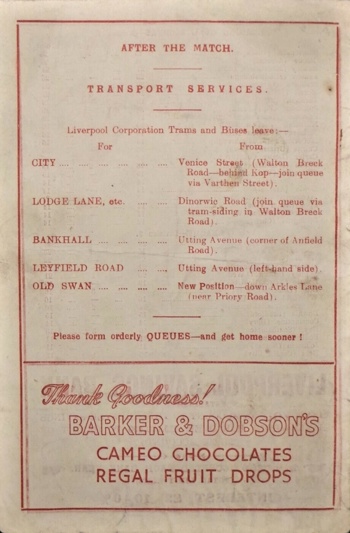 AFTER THE MATCH.
TRANSPORT SERVICES.
Liverpool Corporation Trams and Buses leave:—
For From
CITY .... .... .... .... .... Venice Street (Walton Breck
Road—behind Kop—join queue
via Varthen Street).
LODGE LANE, etc. .... .... .... Dinorwic Road (join queue via
tram-siding in Walton Breck
Road).
BANKHALL .... .... .... .... Utting Avenue (corner of Anfield
Road).
LEYFIELD ROAD .... .... Utting Avenue (left-hand side).
OLD SWAN .... .... .... .... New Position—down Arkles Lane
(near Priory Road).
Please form orderly QUEUES—and get home sooner !
Thank Goodness!
BARKER & DOBSON'S
CAMEO CHOCOLATES
REGAL FRUIT DROPS